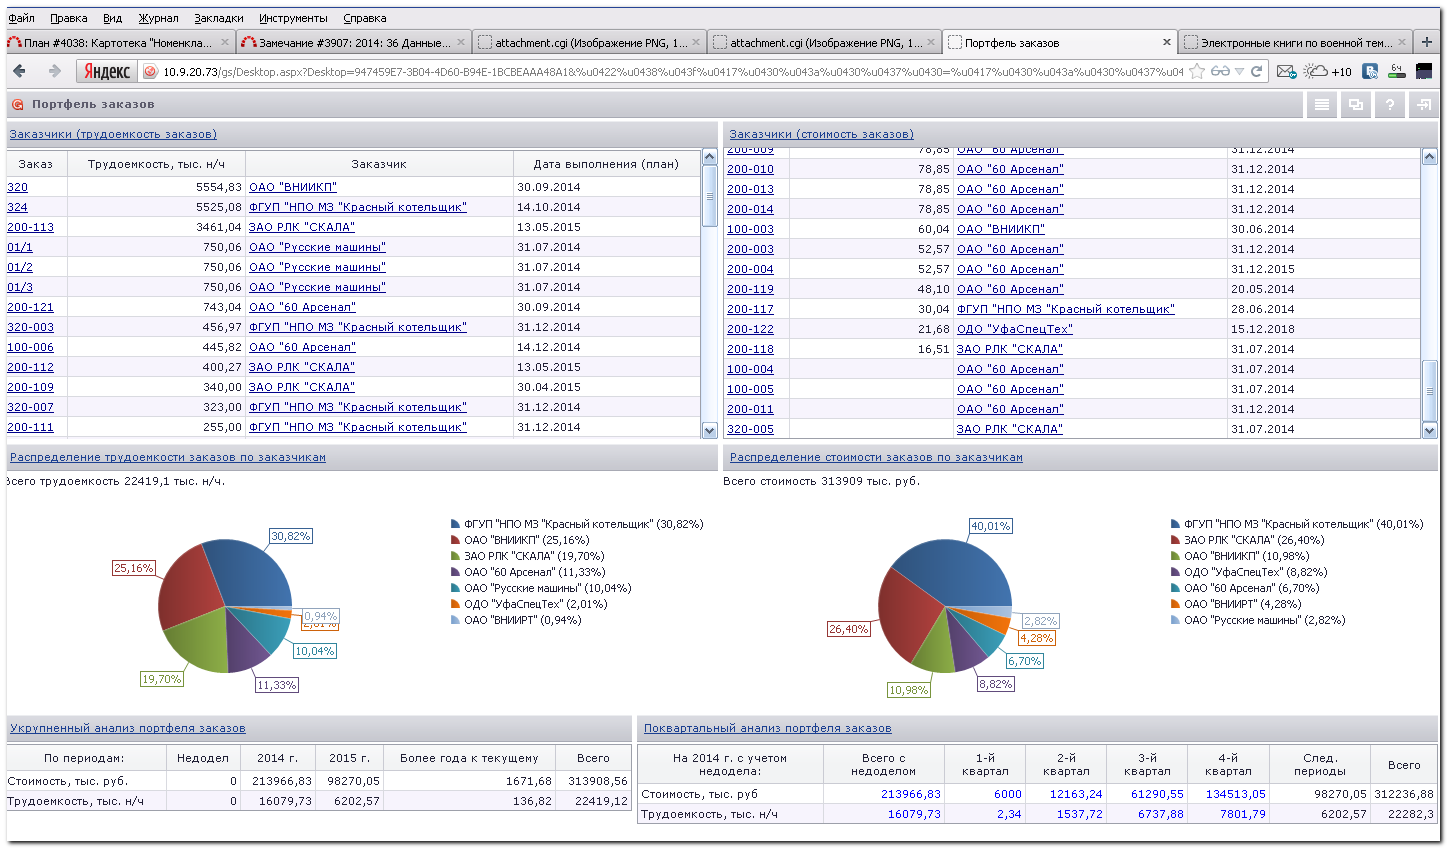 Файл Правка Вид Журнал Закладки Инструменты Справка
План #4038: Картотека "Номенкла... × Замечание #3907: 2014: 36 Данные... × attachment.cgi (Изображение PNG, 1... × attachment.cgi (Изображение PNG, 1... × Портфель заказов × Электронные книги по военной тем... × +
Яндекс 10.9.20.73/gs/Desktop.aspx?Desktop=947459E7-3B04-4D60-B94E-1BCBEAAA48A1&%u0422%u0438%u043f%u0417%u0430%u043a%u0430%u0437%u0430=%u0417%u0430%u043a%u0430%u0437%u04 +10 6ч
Портфель заказов ?
Заказчики (трудоемкость заказов)
Заказ Трудоемкость, тыс. н/ч Заказчик Дата выполнения (план)
320 5554,83 ОАО "ВНИИКП" 30.09.2014
324 5525,08 ФГУП "НПО МЗ "Красный котельщик" 14.10.2014
200-113 3461,04 ЗАО РЛК "СКАЛА" 13.05.2015
01/1 750,06 ОАО "Русские машины" 31.07.2014
01/2 750,06 ОАО "Русские машины" 31.07.2014
01/3 750,06 ОАО "Русские машины" 31.07.2014
200-121 743,04 ОАО "60 Арсенал" 30.09.2014
320-003 456,97 ФГУП "НПО МЗ "Красный котельщик" 31.12.2014
100-006 445,82 ОАО "60 Арсенал" 14.12.2014
200-112 400,27 ЗАО РЛК "СКАЛА" 13.05.2015
200-109 340,00 ЗАО РЛК "СКАЛА" 30.04.2015
320-007 323,00 ФГУП "НПО МЗ "Красный котельщик" 31.12.2014
200-111 255,00 ФГУП "НПО МЗ "Красный котельщик" 31.12.2014
Заказчики (стоимость заказов)
200-009 78,85 ОАО "60 Арсенал" 31.12.2014
200-010 78,85 ОАО "60 Арсенал" 31.12.2014
200-013 78,85 ОАО "60 Арсенал" 31.12.2014
200-014 78,85 ОАО "60 Арсенал" 31.12.2014
100-003 60,04 ОАО "ВНИИКП" 30.06.2014
200-003 52,57 ОАО "60 Арсенал" 31.12.2014
200-004 52,57 ОАО "60 Арсенал" 31.12.2015
200-119 48,10 ОАО "60 Арсенал" 20.05.2014
200-117 30,04 ФГУП "НПО МЗ "Красный котельщик" 28.06.2014
200-122 21,68 ОДО "УфаСпецТех" 15.12.2018
200-118 16,51 ЗАО РЛК "СКАЛА" 31.07.2014
100-004 ОАО "60 Арсенал" 31.07.2014
100-005 ОАО "60 Арсенал" 31.07.2014
200-011 ОАО "60 Арсенал" 31.12.2014
320-005 ЗАО РЛК "СКАЛА" 31.07.2014
Распределение трудоемкости заказов по заказчикам
Всего трудоемкость 22419,1 тыс. н/ч.
30,82%
25,16%
0,94%
2,01%
10,04%
19,70%
11,33%
ФГУП "НПО МЗ "Красный котельщик" (30,82%)
ОАО "ВНИИКП" (25,16%)
ЗАО РЛК "СКАЛА" (19,70%)
ОАО "60 Арсенал" (11,33%)
ОАО "Русские машины" (10,04%)
ОДО "УфаСпецТех" (2,01%)
ОАО "ВНИИРТ" (0,94%)
Распределение стоимости заказов по заказчикам
Всего стоимость 313909 тыс. руб.
40,01%
26,40%
2,82%
4,28%
6,70%
8,82%
10,98%
ФГУП "НПО МЗ "Красный котельщик" (40,01%)
ЗАО РЛК "СКАЛА" (26,40%)
ОАО "ВНИИКП" (10,98%)
ОДО "УфаСпецТех" (8,82%)
ОАО "60 Арсенал" (6,70%)
ОАО "ВНИИРТ" (4,28%)
ОАО "Русские машины" (2,82%)
Укрупненный анализ портфеля заказов
По периодам: Недодел 2014 г. 2015 г. Более года к текущему Всего
Стоимость, тыс. руб. 0 213966,83 98270,05 1671,68 313908,56
Трудоемкость, тыс. н/ч 0 16079,73 6202,57 136,82 22419,12
Поквартальный анализ портфеля заказов
На 2014 г. с учетом Всего с 1-й 2-й 3-й 4-й След. Всего
недодела: недоделом квартал квартал квартал квартал периоды
Стоимость, тыс. руб 213966,83 6000 12163,24 61290,55 134513,05 98270,05 312236,88
Трудоемкость, тыс. н/ч 16079,73 2,34 1537,72 6737,88 7801,79 6202,57 22282,3